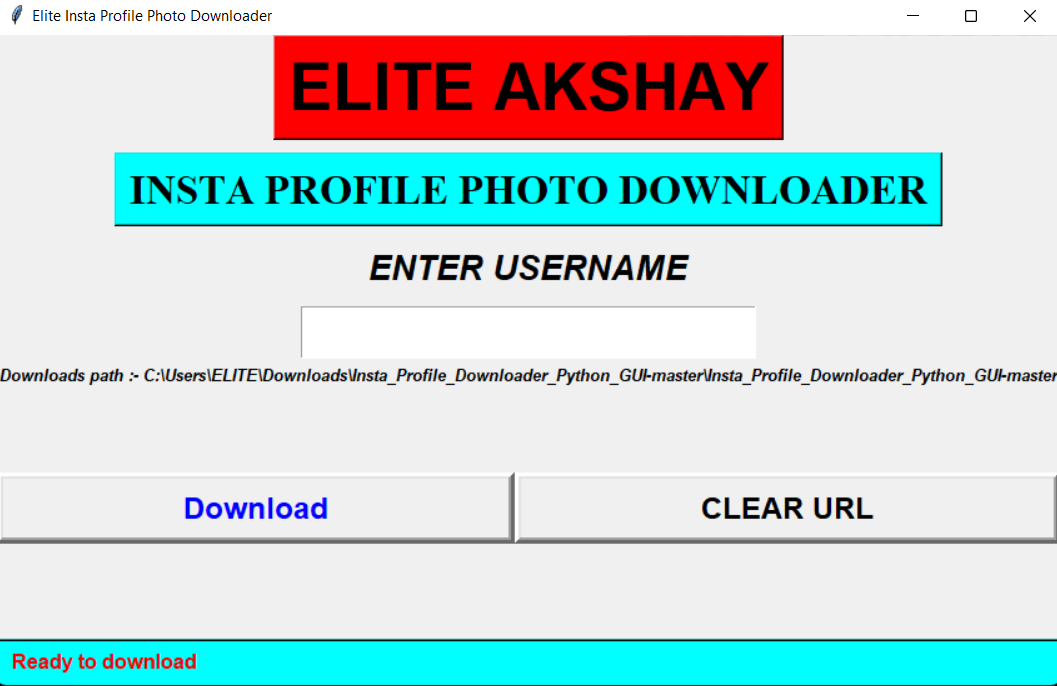 Elite Insta Profile Photo Downloader
ELITE AKSHAY
INSTA PROFILE PHOTO DOWNLOADER
ENTER USERNAME
Downloads path :- C:\Users\ELITE\Downloads\Insta_Profile_Downloader_Python_GUI-master\Insta_Profile_Downloader_Python_GUI-master
Download CLEAR URL
Ready to download